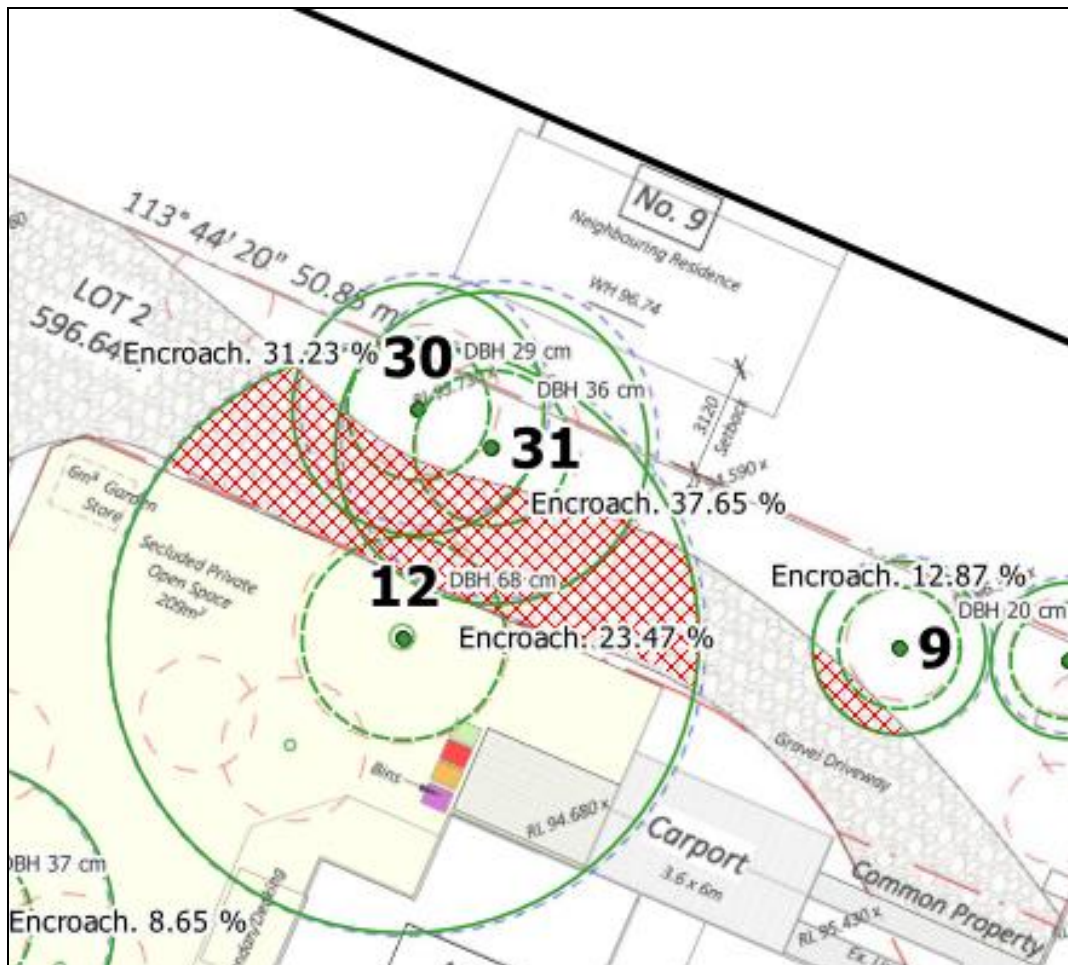 No. 9
Neighbouring Residence
WH 96.74
113° 44' 20" 50.85 m
LOT 2
596.64
Encroach. 31.23 %
30
DBH 29 cm
DBH 36 cm
31
3120
Setback
Encroach. 37.65 %
6m² Garden
Store
Secluded Private
Open Space
209m²
12
DBH 68 cm
Encroach. 23.47 %
Encroach. 12.87 %
DBH 20 cm
9
Gravel Driveway
Bins
RL 94.680 x
Carport
3.6 x 6m
Common Property
RL 95.430 x
DBH 37 cm
Encroach. 8.65 %